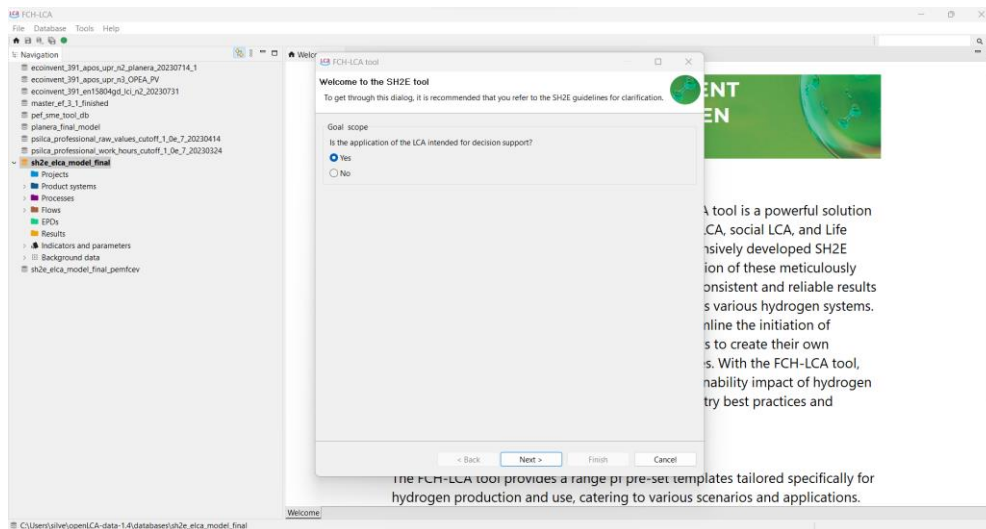 FCH-LCA
File Database Tools Help
Navigation
ecoinvent_391_apos_upr_n2_planera_20230714_1
ecoinvent_391_apos_upr_n3_OPEA_PV
ecoinvent_391_en15804gd_lci_n2_20230731
master_ef_3_1_finished
pef_sme_tool_db
planera_final_model
psilca_professional_raw_values_cutoff_1_0e_7_20230414
psilca_professional_work_hours_cutoff_1_0e_7_20230324
sh2e_elca_model_final
Projects
Product systems
Processes
Flows
EPDs
Results
Indicators and parameters
Background data
sh2e_elca_model_final_pemfcev
Welco
FCH-LCA tool
Welcome to the SH2E tool
To get through this dialog, it is recommended that you refer to the SH2E guidelines for clarification.
Goal scope
Is the application of the LCA intended for decision support?
Yes
No
< Back Next > Finish Cancel
ENT
EN
A tool is a powerful solution
CA, social LCA, and Life
nsively developed SH2E
ion of these meticulously
onsistent and reliable results
s various hydrogen systems.
mline the initiation of
s to create their own
es. With the FCH-LCA tool,
nability impact of hydrogen
try best practices and
The FCH-LCA tool provides a range pf pre-set templates tailored specifically for
hydrogen production and use, catering to various scenarios and applications.
Welcome
C:\Users\silve\openLCA-data-1.4\databases\sh2e_elca_model_final